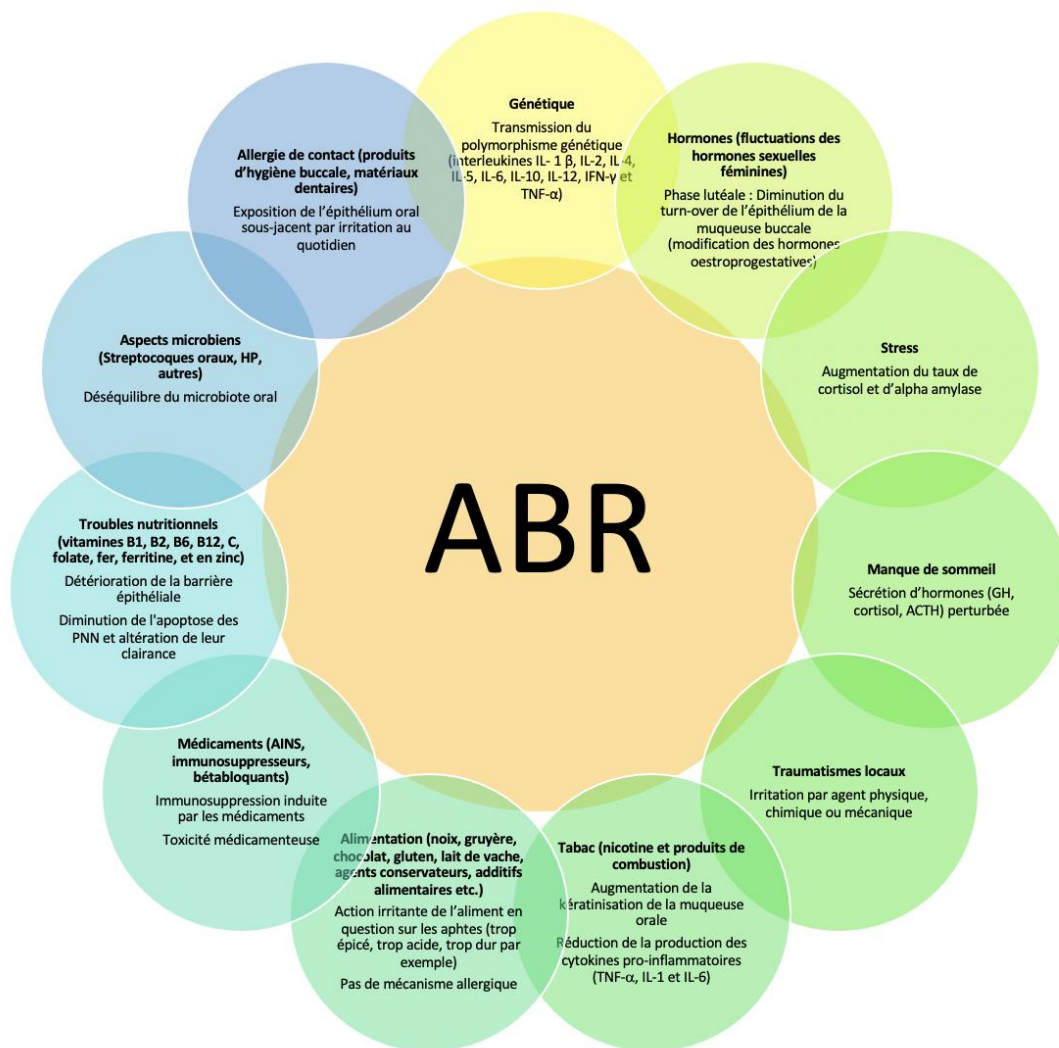 Génétique
Transmission du
polymorphisme génétique
(interleukines IL- 1 β, IL-2, IL-4,
IL-5, IL-6, IL-10, IL-12, IFN-γ et
TNF-α)
Hormones (fluctuations des
hormones sexuelles
féminines)
Phase lutéale : Diminution du
turn-over de l'épithélium de la
muqueuse buccale
(modification des hormones
oestroprogestatives)
Stress
Augmentation du taux de
cortisol et d'alpha amylase
Manque de sommeil
Sécrétion d'hormones (GH,
cortisol, ACTH) perturbée
Traumatismes locaux
Irritation par agent physique,
chimique ou mécanique
Tabac (nicotine et produits de
combustion)
Augmentation de la
kératinisation de la muqueuse
orale
Réduction de la production des
cytokines pro-inflammatoires
(TNF-α, IL-1 et IL-6)
Alimentation (noix, gruyère,
chocolat, gluten, lait de vache,
agents conservateurs, additifs
alimentaires etc.)
Action irritante de l'aliment en
question sur les aphtes (trop
épicé, trop acide, trop dur par
exemple)
Pas de mécanisme allergique
Médicaments (AINS,
immunosuppresseurs,
bétabloquants)
Immunosuppression induite
par les médicaments
Toxicité médicamenteuse
Troubles nutritionnels
(vitamines B1, B2, B6, B12, C,
folate, fer, ferritine, et en zinc)
Détérioration de la barrière
épithéliale
Diminution de l'apoptose des
PNN et altération de leur
clairance
Aspects microbiens
(Streptocoques oraux, HP,
autres)
Déséquilibre du microbiote oral
Allergie de contact (produits
d'hygiène buccale, matériaux
dentaires)
Exposition de l'épithélium oral
sous-jacent par irritation au
quotidien
ABR